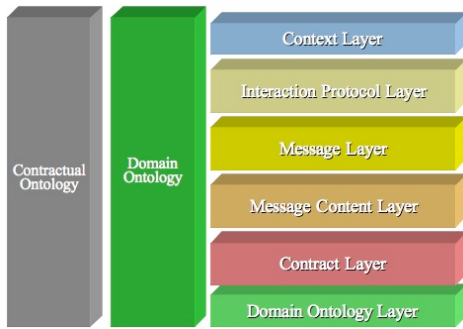 Contractual
Ontology
Domain
Ontology
Context Layer
Interaction Protocol Layer
Message Layer
Message Content Layer
Contract Layer
Domain Ontology Layer